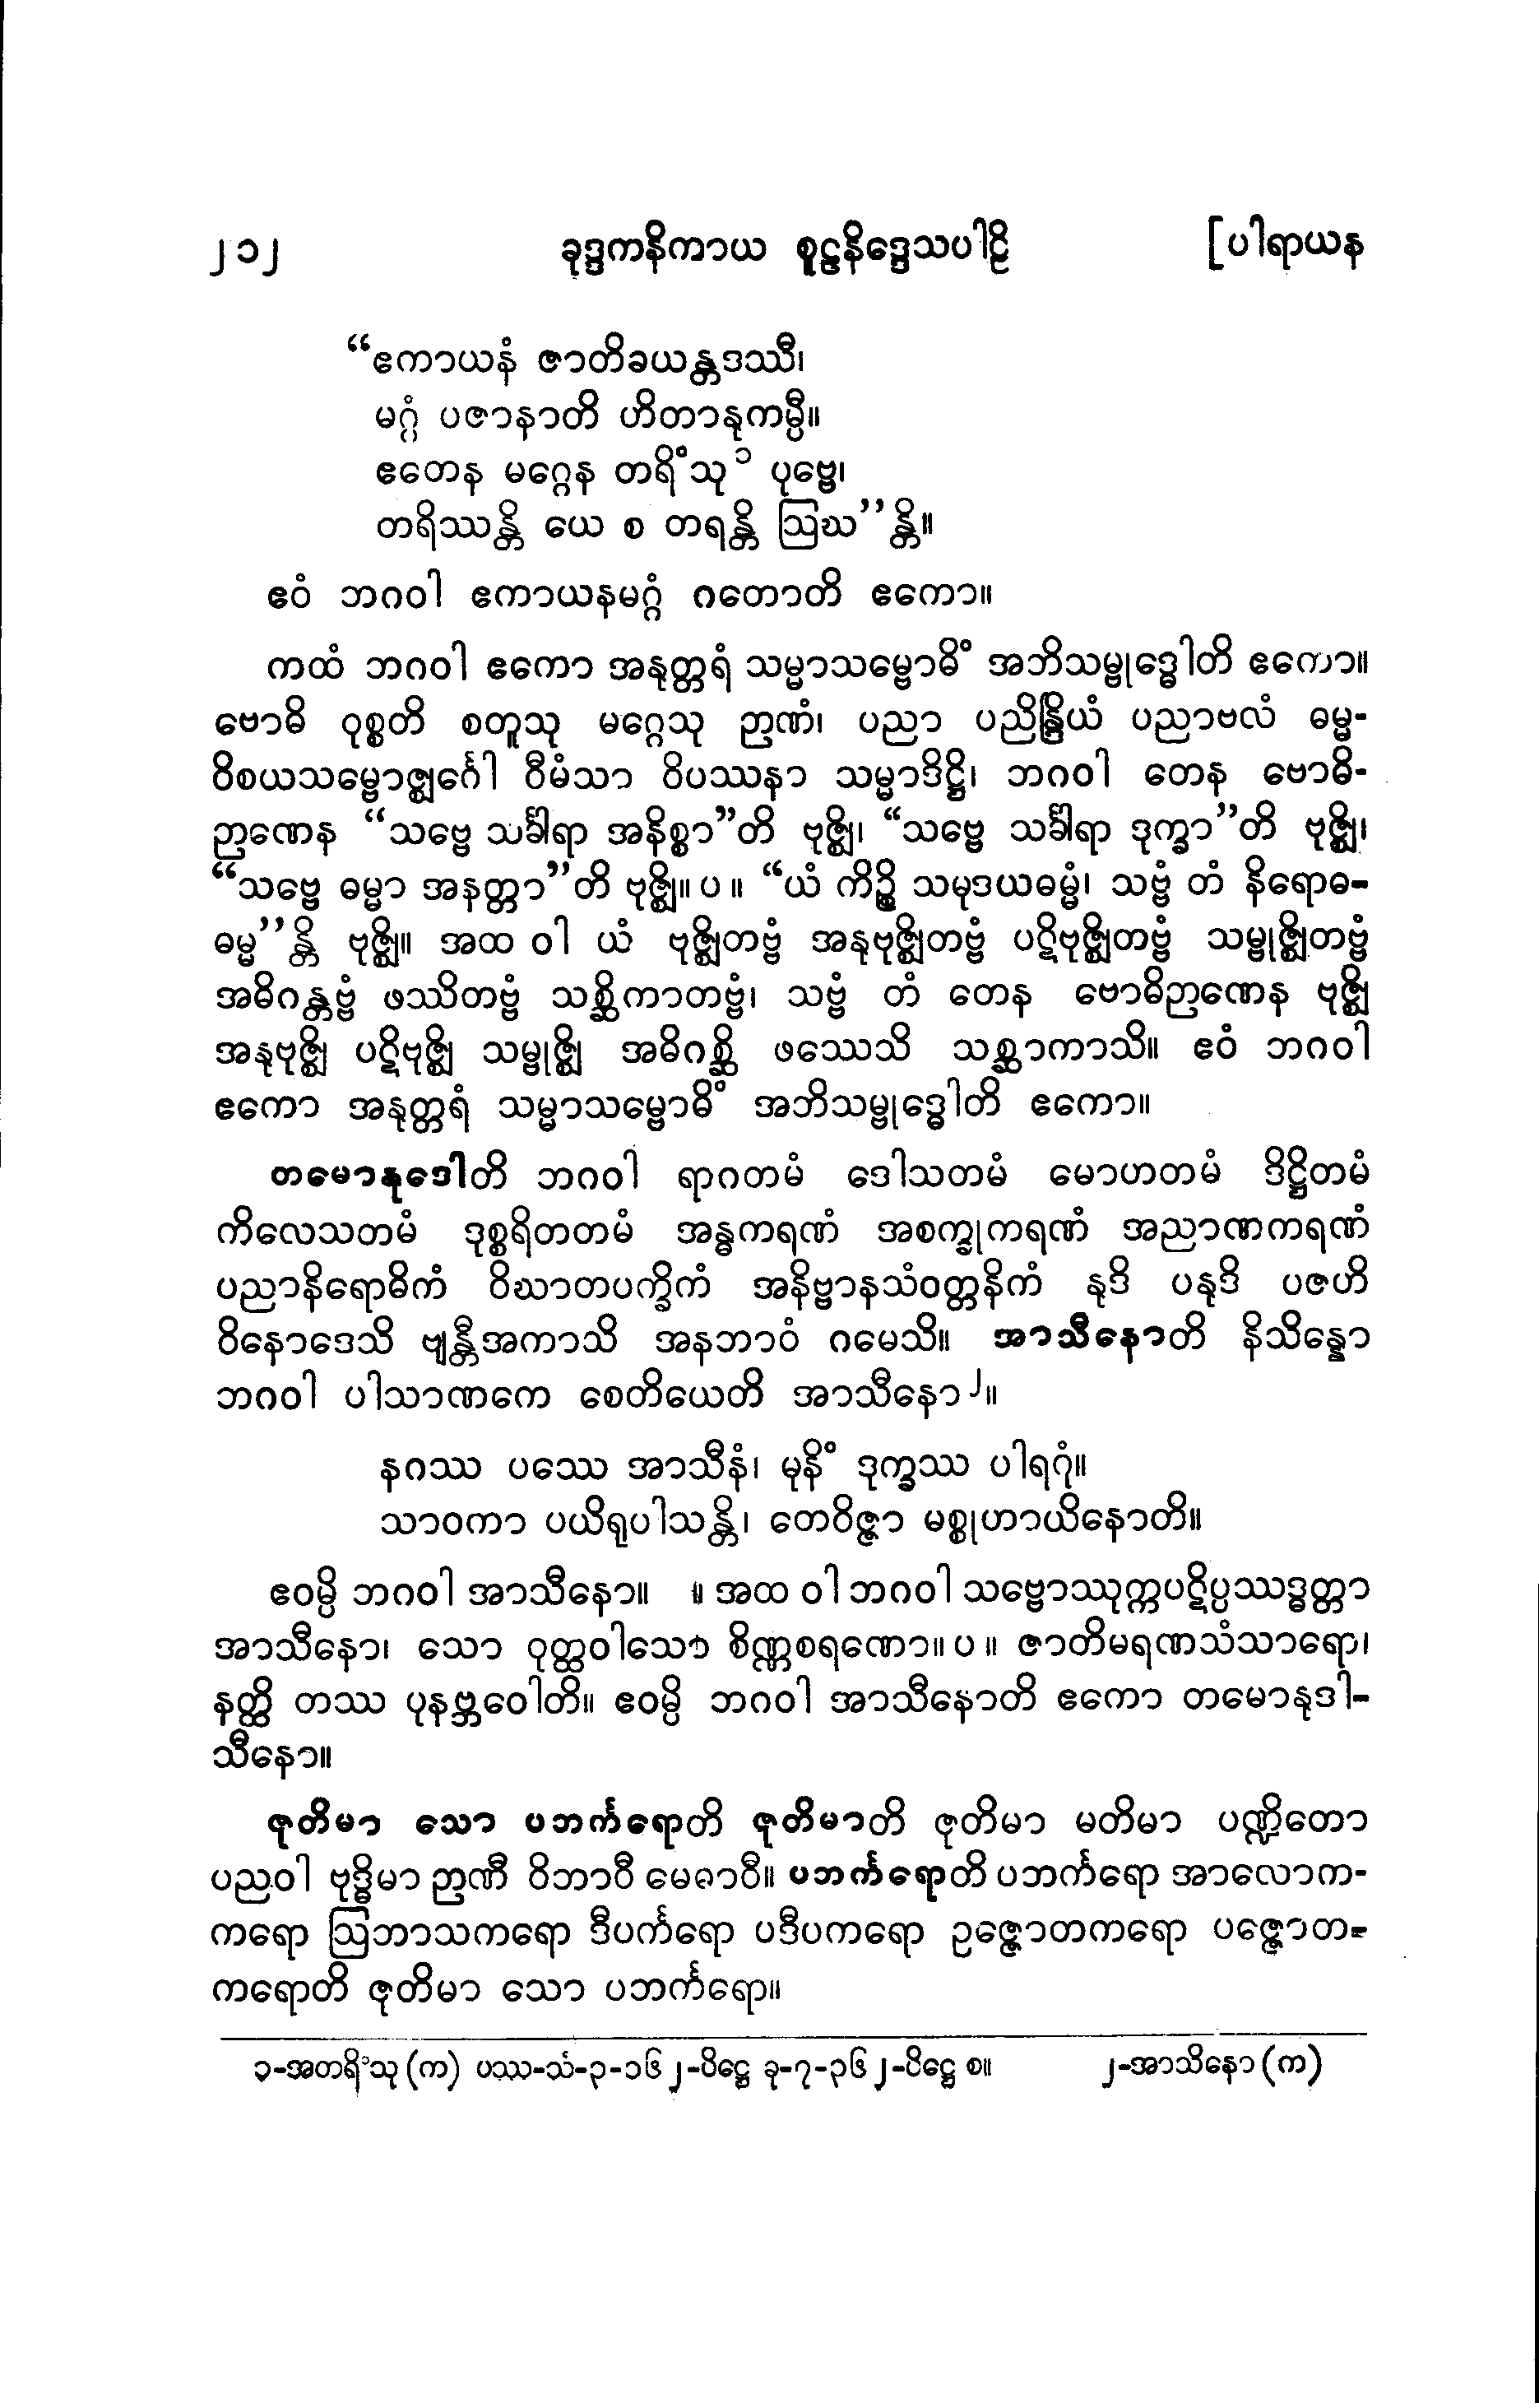 ၂၁၂ ခုဒ္ဒကနိကာယ စူဠနိဒ္ဒေသပါဠိ [ပါရာယန
“ဧကာယနံ ဇာတိခယန္တဒဿီ၊
မဂ္ဂံ ပဇာနာတိ ဟိတာနုကမ္ပီ။
ဧတေန မဂ္ဂေန တရိံသု ၁ ပုဗ္ဗေ၊
တရိဿန္တိ ယေ စ တရန္တိ ဩဃ”န္တိ။
ဧဝံ ဘဂဝါ ဧကာယနမဂ္ဂံ ဂတောတိ ဧကော။
ကထံ ဘဂဝါ ဧကော အနုတ္တရံ သမ္မာသမ္ဗောဓိံ အဘိသမ္ဗုဒ္ဓေါတိ ဧကော။
ဗောဓိ ဝုစ္စတိ စတူသု မဂ္ဂေသု ဉာဏံ၊ ပညာ ပညိန္ဒြိယံ ပညာဗလံ ဓမ္မ-
ဝိစယသမ္ဗောဇ္ဈင်္ဂေါ ဝီမံသာ ဝိပဿနာ သမ္မာဒိဋ္ဌိ၊ ဘဂဝါ တေန ဗောဓိ-
ဉာဏေန “သဗ္ဗေ သင်္ခါရာ အနိစ္စာ”တိ ဗုဇ္ဈိ၊ “သဗ္ဗေ သင်္ခါရာ ဒုက္ခာ”တိ ဗုဇ္ဈိ၊
“သဗ္ဗေ ဓမ္မာ အနတ္တာ”တိ ဗုဇ္ဈိ။ ပ ။ “ယံ ကိဉ္စိ သမုဒယဓမ္မံ၊ သဗ္ဗံ တံ နိရောဓ-
ဓမ္မ”န္တိ ဗုဇ္ဈိ။ အထ ဝါ ယံ ဗုဇ္ဈိတဗ္ဗံ အနုဗုဇ္ဈိတဗ္ဗံ ပဋိဗုဇ္ဈိတဗ္ဗံ သမ္ဗုဇ္ဈိတဗ္ဗံ
အဓိဂန္တဗ္ဗံ ဖဿိတဗ္ဗံ သစ္ဆိကာတဗ္ဗံ၊ သဗ္ဗံ တံ တေန ဗောဓိဉာဏေန ဗုဇ္ဈိ
အနုဗုဇ္ဈိ ပဋိဗုဇ္ဈိ သမ္ဗုဇ္ဈိ အဓိဂစ္ဆိ ဖဿေသိ သစ္ဆာကာသိ။ ဧဝံ ဘဂဝါ
ဧကော အနုတ္တရံ သမ္မာသမ္ဗောဓိံ အဘိသမ္ဗုဒ္ဓေါတိ ဧကော။
တမောနုဒေါတိ ဘဂဝါ ရာဂတမံ ဒေါသတမံ မောဟတမံ ဒိဋ္ဌိတမံ
ကိလေသတမံ ဒုစ္စရိတတမံ အန္ဓကရဏံ အစက္ခုကရဏံ အညာဏကရဏံ
ပညာနိရောဓိကံ ဝိဃာတပက္ခိကံ အနိဗ္ဗာနသံဝတ္တနိကံ နုဒိ ပနုဒိ ပဇဟိ
ဝိနောဒေသိ ဗျန္တီအကာသိ အနဘာဝံ ဂမေသိ။ အာသီနောတိ နိသိန္နော
ဘဂဝါ ပါသာဏကေ စေတိယေတိ အာသီနော၂။
နဂဿ ပဿေ အာသီနံ၊ မုနိံ ဒုက္ခဿ ပါရဂုံ။
သာဝကာ ပယိရုပါသန္တိ၊ တေဝိဇ္ဇာ မစ္စုဟာယိနောတိ။
ဧဝမ္ပိ ဘဂဝါ အာသီနော။ ။ အထ ဝါ ဘဂဝါ သဗ္ဗောဿုက္ကပဋိပ္ပဿဒ္ဓတ္တာ
အာသီနော၊ သော ဝုတ္ထဝါသော စိဏ္ဏစရဏော။ ပ ။ ဇာတိမရဏသံသာရော၊
နတ္ထိ တဿ ပုနဗ္ဘဝေါတိ။ ဧဝမ္ပိ ဘဂဝါ အာသီနောတိ ဧကော တမောနုဒါ-
သီနော။
ဇုတိမာ သော ပဘင်္ကရောတိ ဇုတိမာတိ ဇုတိမာ မတိမာ ပဏ္ဍိတော
ပညဝါ ဗုဒ္ဓိမာ ဉာဏီ ဝိဘာဝီ မေဓာဝီ။ ပဘင်္ကရောတိ ပဘင်္ကရော အာလောက-
ကရော ဩဘာသကရော ဒီပင်္ကရော ပဒီပကရော ဥဇ္ဇောတကရော ပဇ္ဇောတ-
ကရောတိ ဇုတိမာ သော ပဘင်္ကရော။
၁-အတရိံသု (က) ပဿ-သံ-၃-၁၆၂-ပိဋ္ဌေ ခု-၇-၃၆၂-ပိဋ္ဌေ စ။ ၂-အာသိနော (က)